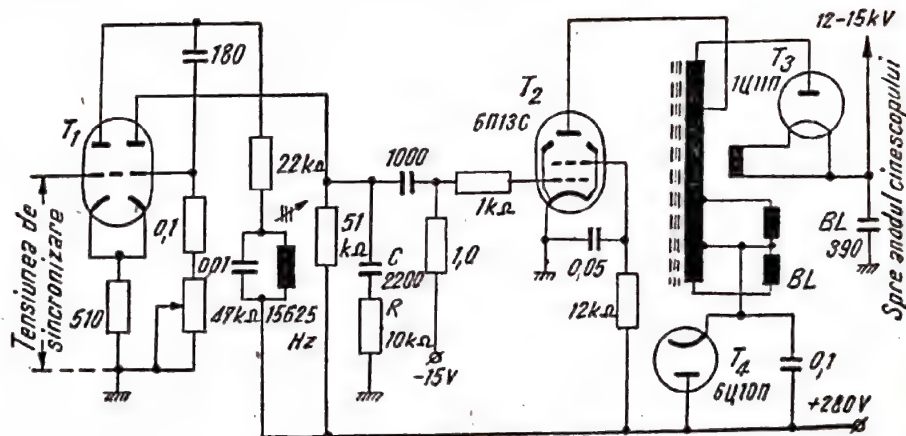 12-15kV
180
T3
1Ц11П
T2
6П13С
T1
22kΩ
1000
1kΩ
0,1
0,01
51
kΩ
C
2200
1,0
0,05
BL
390
BL
510
47kΩ
15625
Hz
R
10kΩ
-15V
12kΩ
T4
6Ц10П
0,1
+280V
Tensiunea de
sincronizare
Spre anodul cinescopului